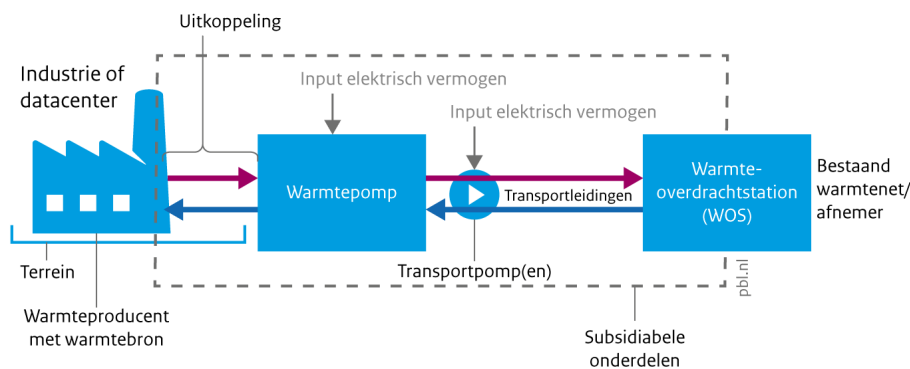 Uitkoppeling
Industrie of
datacenter
Input elektrisch vermogen
Input elektrisch vermogen
Warmtepomp
Transportleidingen
Warmte-
overdrachtstation
(WOS)
Bestaand
warmtenet/
afnemer
Terrein
Transportpomp(en)
pbl.nl
Warmteproducent
met warmtebron
Subsidiabele
onderdelen